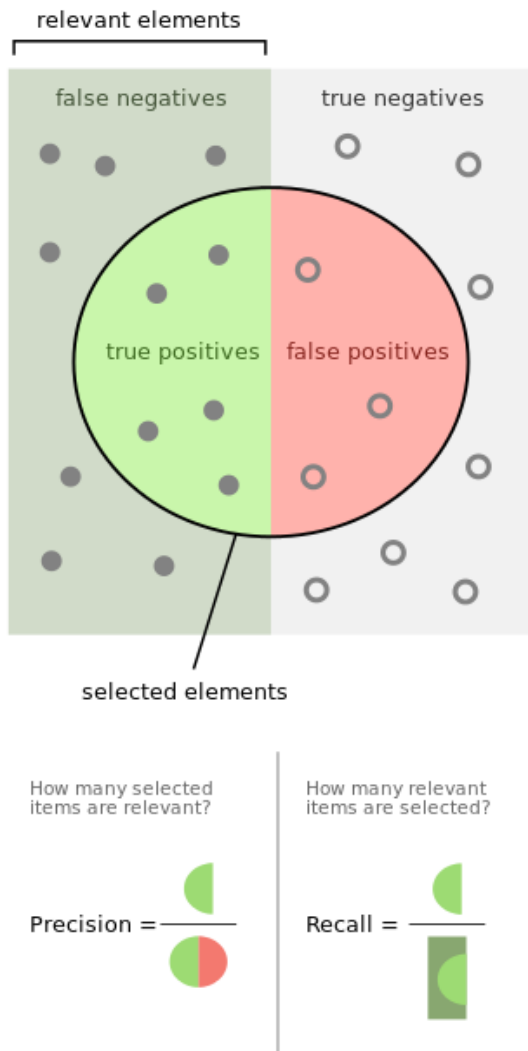 relevant elements
false negatives
true negatives
true positives
false positives
selected elements
How many selected
items are relevant?
How many relevant
items are selected?
Precision =
Recall =